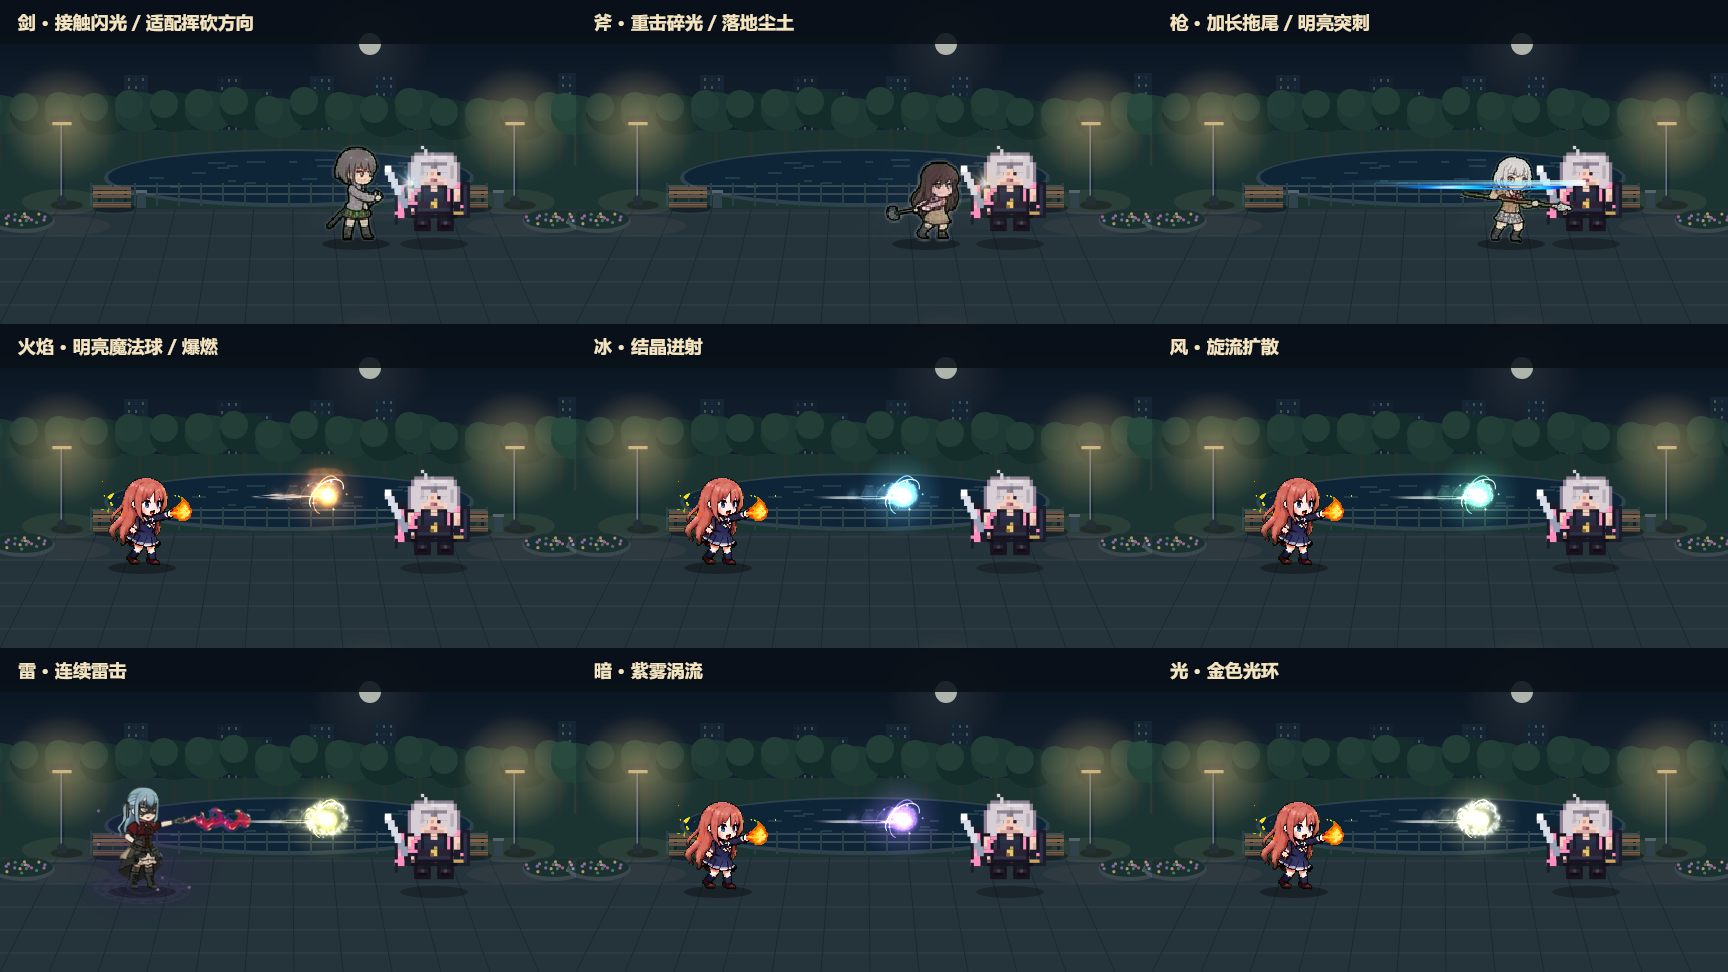 剑・接触闪光 / 适配挥砍方向
斧・重击碎光 / 落地尘土
枪・加长拖尾 / 明亮突刺
火焰・明亮魔法球 / 爆燃
冰・结晶迸射
风・旋流扩散
雷・连续雷击
暗・紫雾涡流
光・金色光环